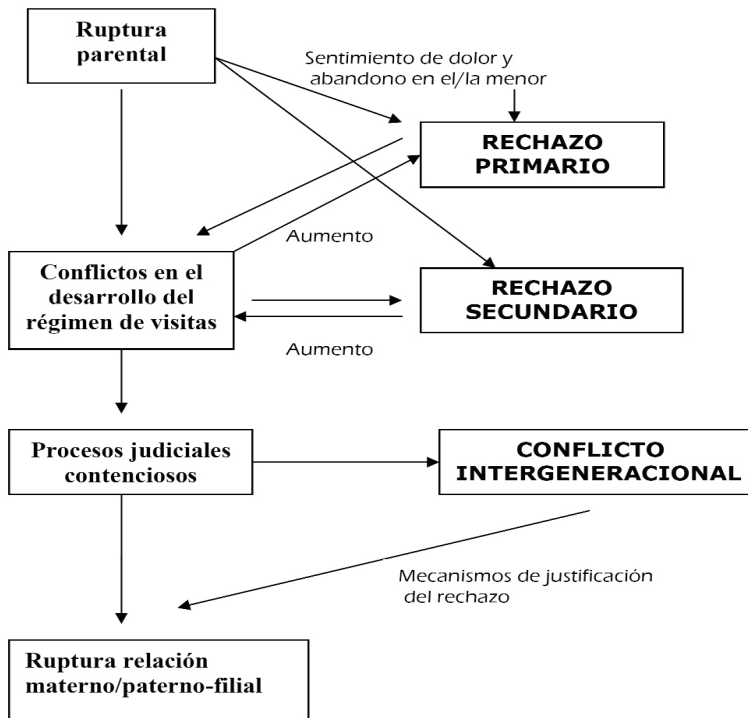 Ruptura
parental
Sentimiento de dolor y
abandono en el/la menor
RECHAZO
PRIMARIO
Aumento
Conflictos en el
desarrollo del
régimen de visitas
RECHAZO
SECUNDARIO
Aumento
Procesos judiciales
contenciosos
CONFLICTO
INTERGENERACIONAL
Mecanismos de justificación
del rechazo
Ruptura relación
materno/paterno-filial